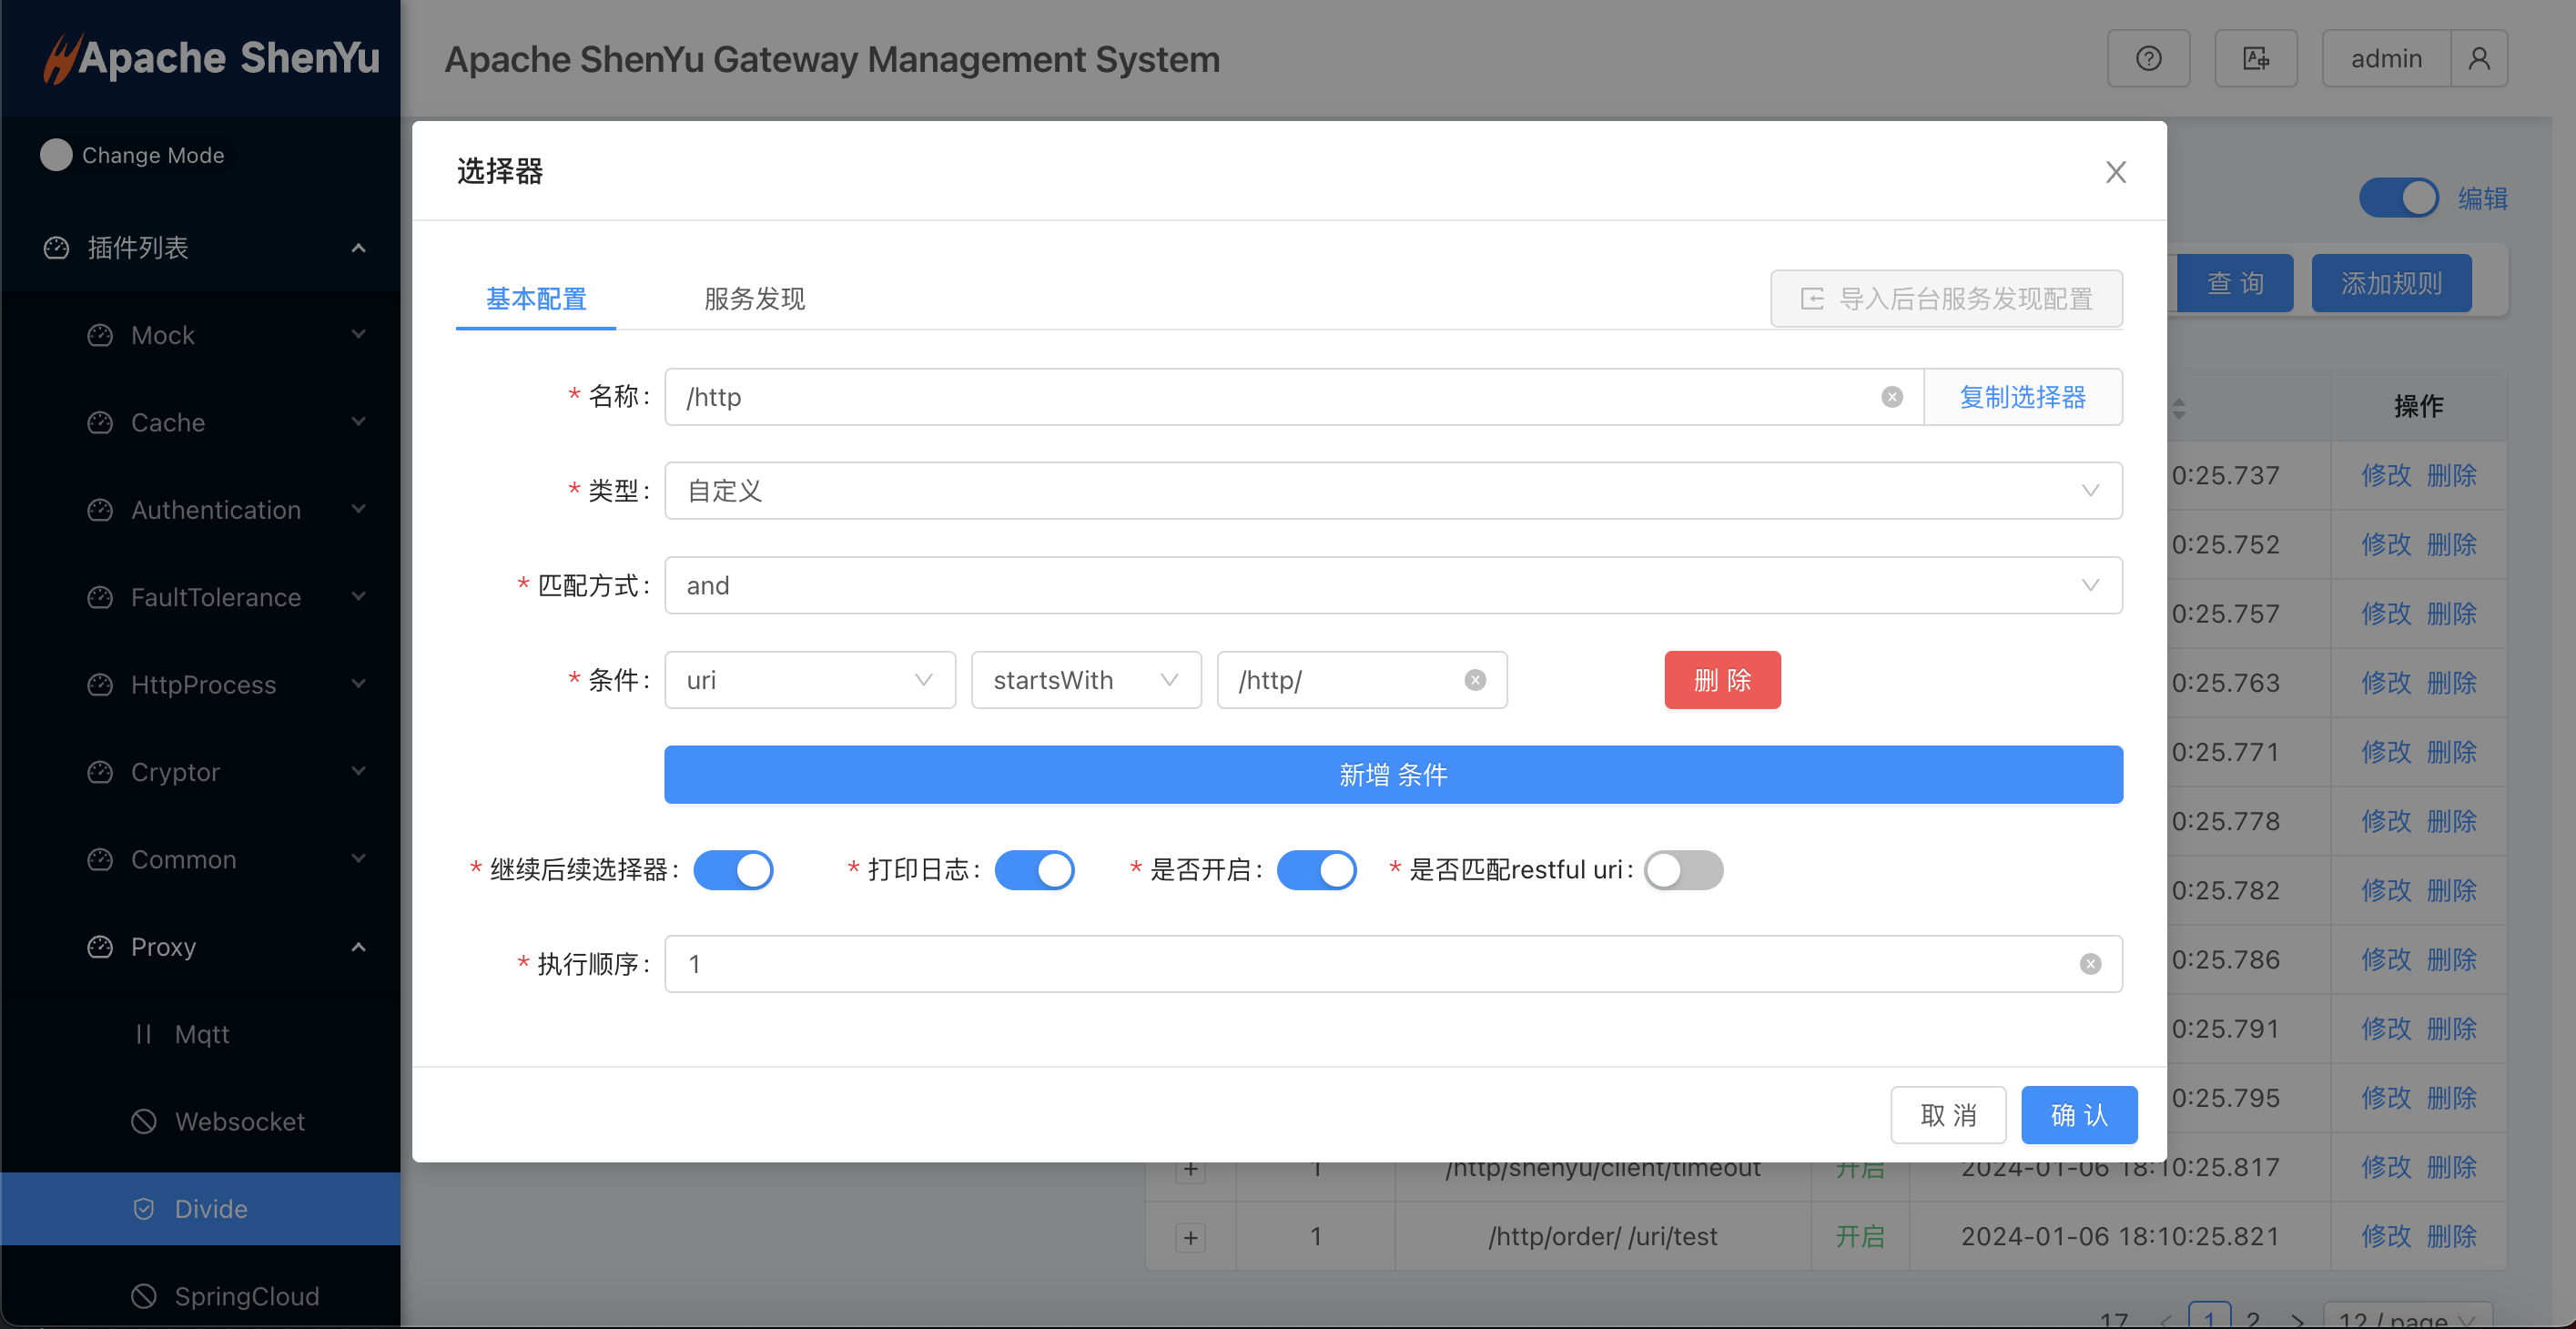 Apache ShenYu
Apache ShenYu Gateway Management System
admin
Change Mode
插件列表
Mock
Cache
Authentication
FaultTolerance
HttpProcess
Cryptor
Common
Proxy
Mqtt
Websocket
Divide
SpringCloud
编辑
查 询
添加规则
选择器
基本配置
服务发现
导入后台服务发现配置
* 名称:
/http
复制选择器
* 类型:
自定义
* 匹配方式:
and
* 条件:
uri
startsWith
/http/
删 除
新增 条件
* 继续后续选择器:
* 打印日志:
* 是否开启:
* 是否匹配restful uri:
* 执行顺序:
1
取 消
确 认
操作
0:25.737 修改 删除
0:25.752 修改 删除
0:25.757 修改 删除
0:25.763 修改 删除
0:25.771 修改 删除
0:25.778 修改 删除
0:25.782 修改 删除
0:25.786 修改 删除
0:25.791 修改 删除
0:25.795 修改 删除
1 /http/shenyu/client/timeout 开启 2024-01-06 18:10:25.817 修改 删除
1 /http/order/ /uri/test 开启 2024-01-06 18:10:25.821 修改 删除
17 < 1 2 > 12 / page